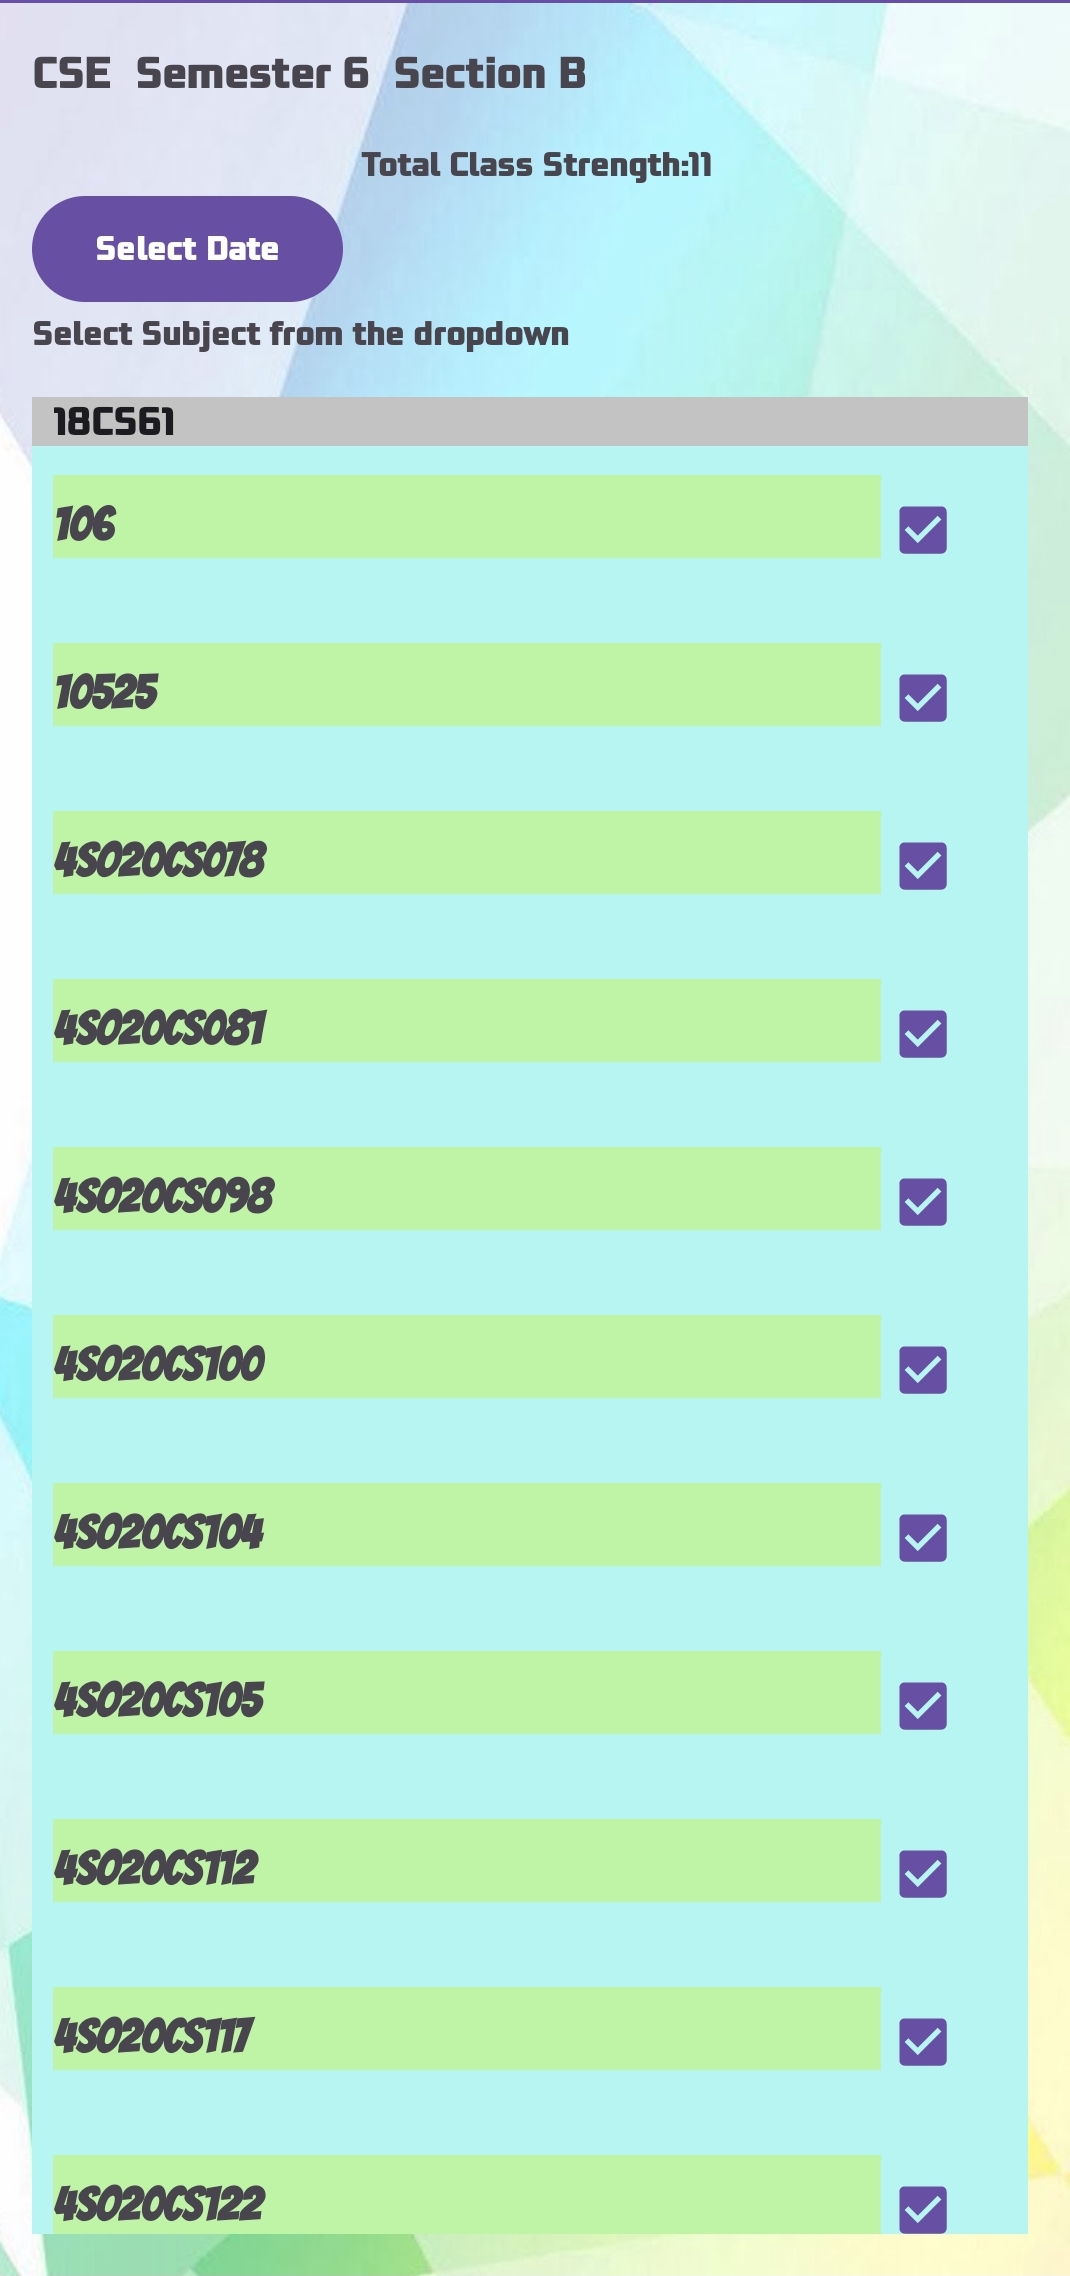 CSE  Semester 6  Section B
Total Class Strength:11
Select Date
Select Subject from the dropdown
18CS61
106
10525
4SO20CS078
4SO20CS081
4SO20CS098
4SO20CS100
4SO20CS104
4SO20CS105
4SO20CS112
4SO20CS117
4SO20CS122